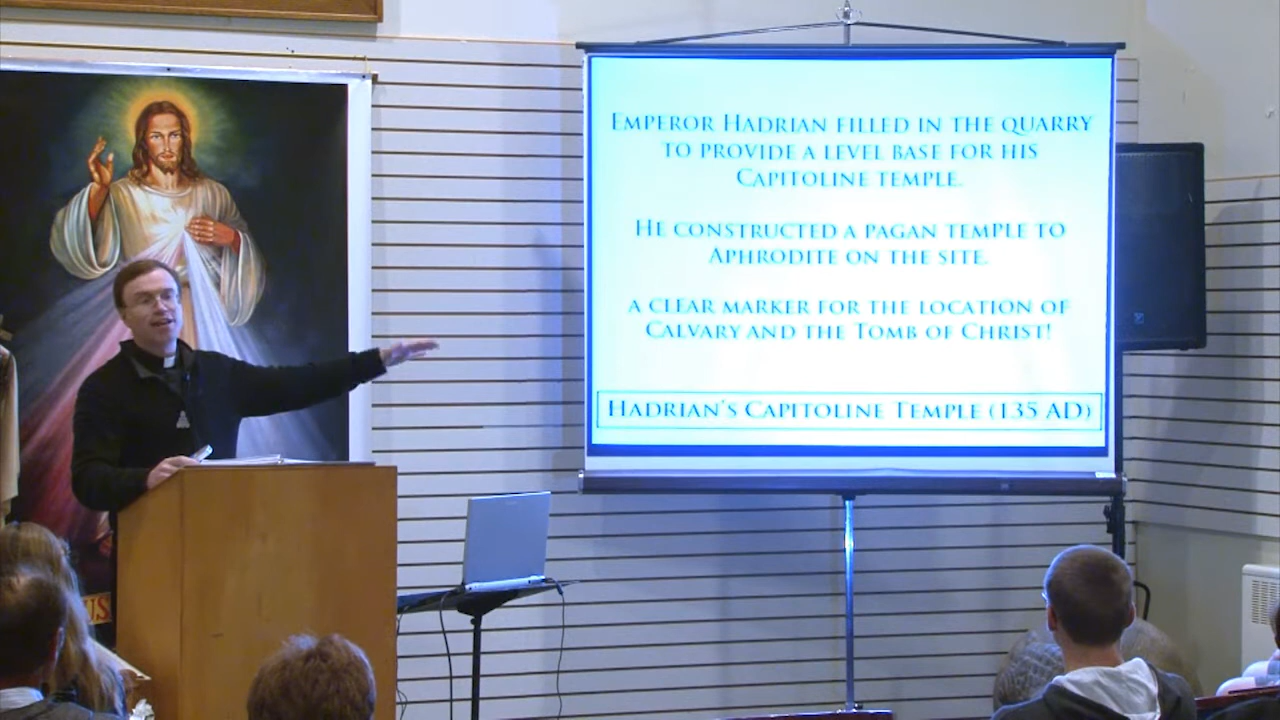 EMPEROR HADRIAN FILLED IN THE QUARRY
TO PROVIDE A LEVEL BASE FOR HIS
CAPITOLINE TEMPLE.
HE CONSTRUCTED A PAGAN TEMPLE TO
APHRODITE ON THE SITE.
A CLEAR MARKER FOR THE LOCATION OF
CALVARY AND THE TOMB OF CHRIST!
HADRIAN'S CAPITOLINE TEMPLE (135 AD)
US